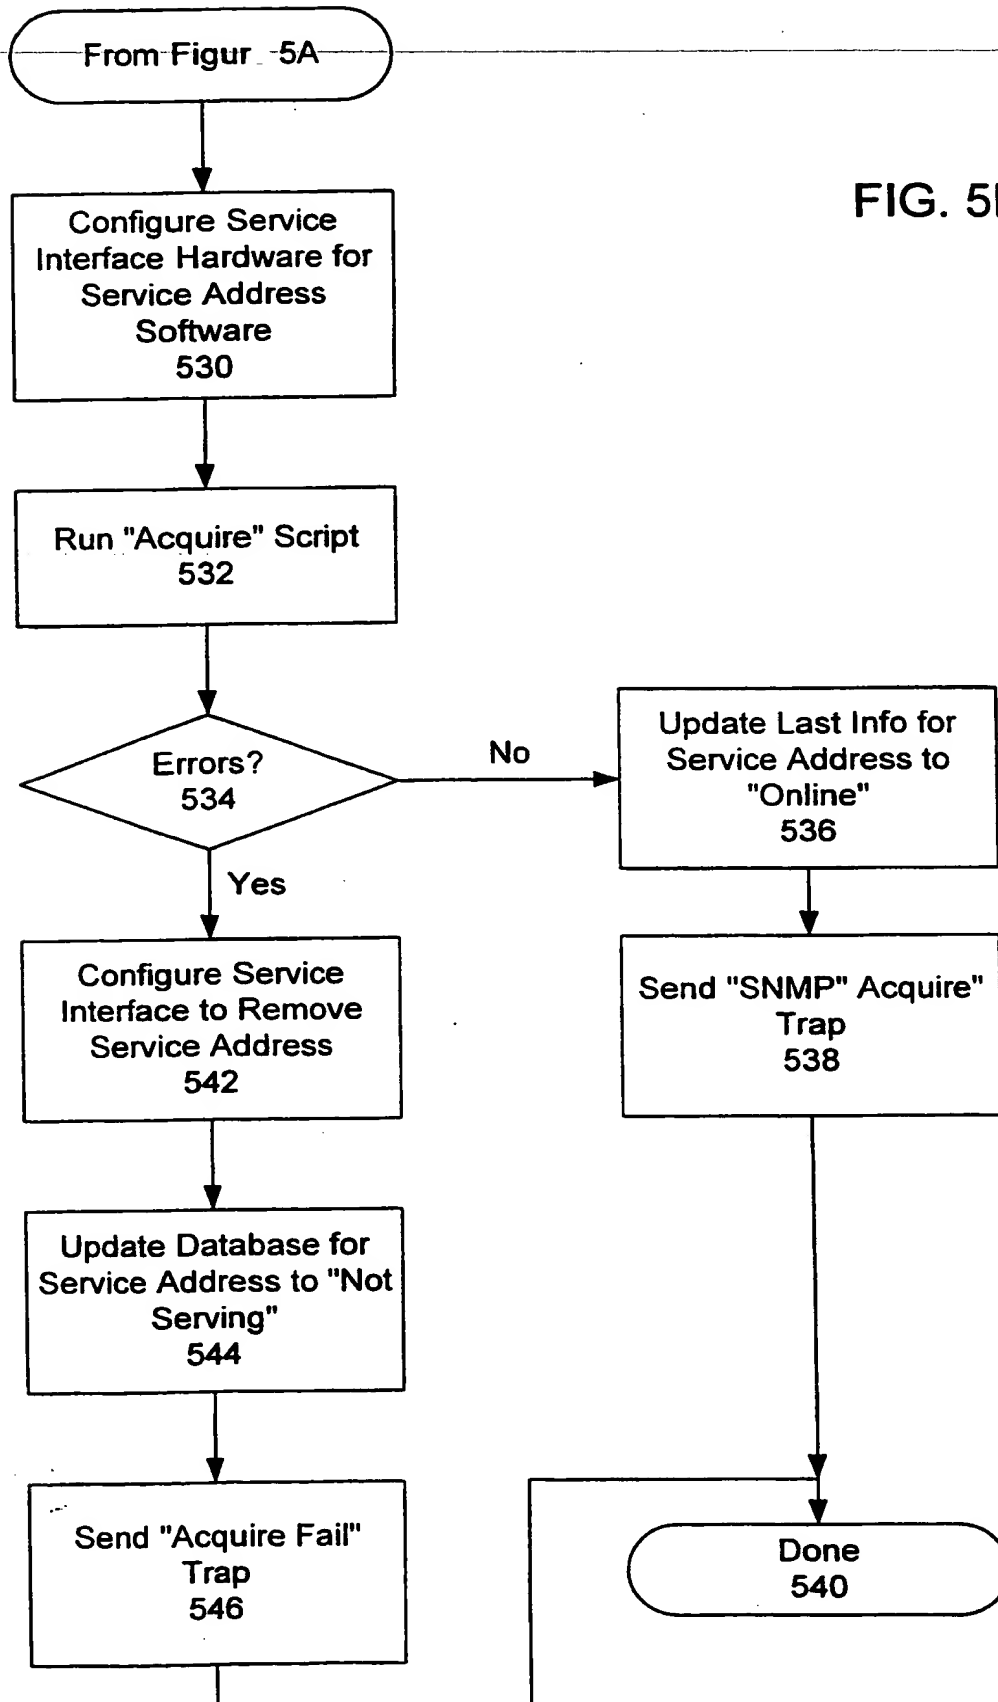 From Figur 5A
FIG. 5
Configure Service
Interface Hardware for
Service Address
Software
530
Run "Acquire" Script
532
Errors?
534
No
Yes
Update Last Info for
Service Address to
"Online"
536
Send "SNMP" Acquire"
Trap
538
Configure Service
Interface to Remove
Service Address
542
Update Database for
Service Address to "Not
Serving"
544
Send "Acquire Fail"
Trap
546
Done
540